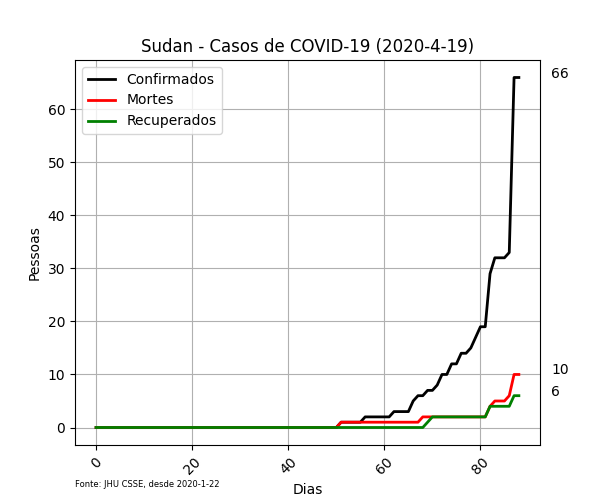 Sudan - Casos de COVID-19 (2020-4-19)
Confirmados
Mortes
Recuperados
66
10
6
Pessoas
60
50
40
30
20
10
0
0
20
40
60
80
Dias
Fonte: JHU CSSE, desde 2020-1-22